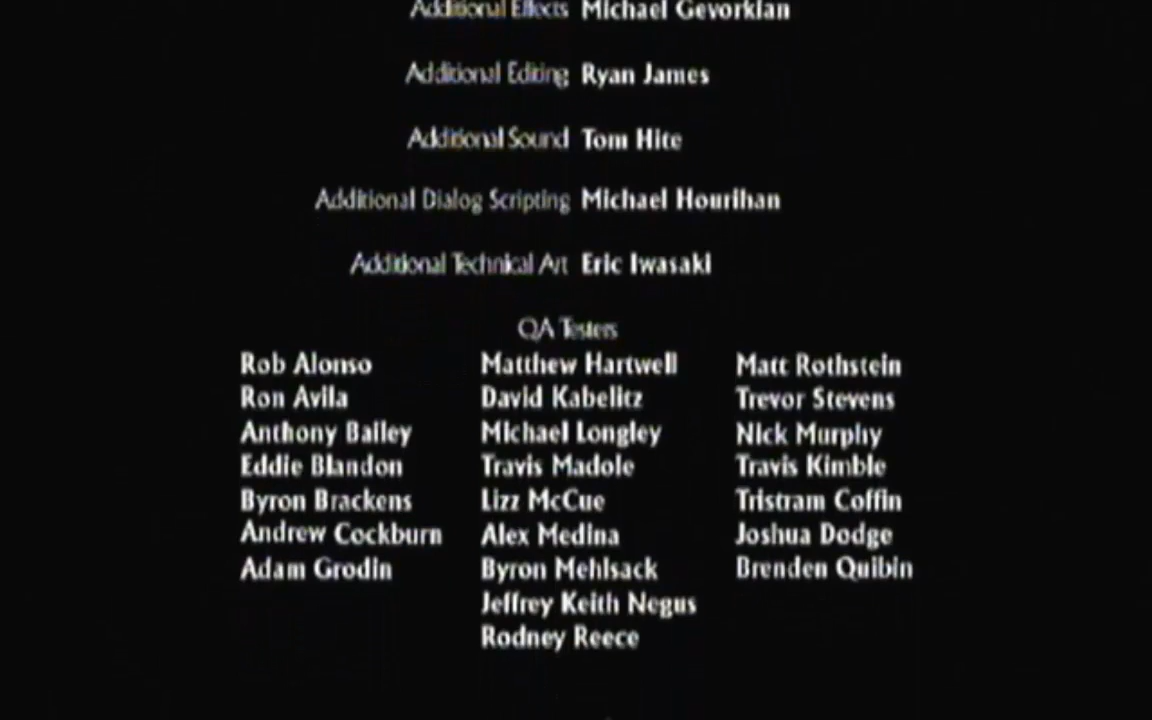 Additional Effects Michael Gevorkian
Additional Editing Ryan James
Additional Sound Tom Hite
Additional Dialog Scripting Michael Hourihan
Additional Technical Art Eric Iwasaki
QA Testers
Rob Alonso Matthew Hartwell Matt Rothstein
Ron Avila David Kabelitz Trevor Stevens
Anthony Bailey Michael Longley Nick Murphy
Eddie Blandon Travis Madole Travis Kimble
Byron Brackens Lizz McCue Tristram Coffin
Andrew Cockburn Alex Medina Joshua Dodge
Adam Grodin Byron Mehlsack Brenden Quibin
Jeffrey Keith Negus
Rodney Reece